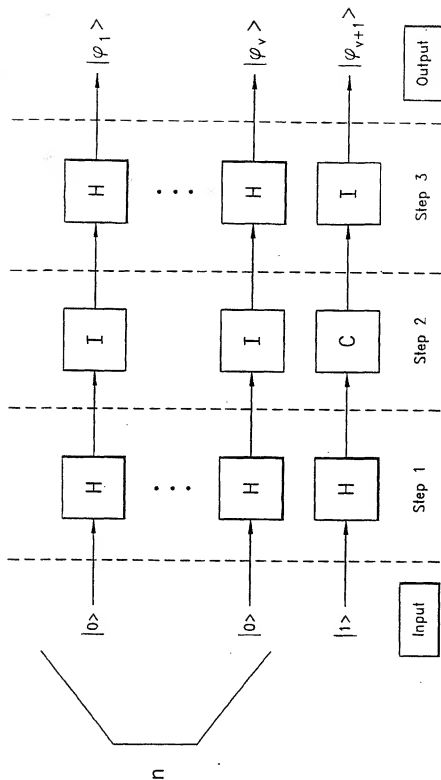 n
|0> H I H |φ1>
... ...
|0> H I H |φv>
|1> H C I |φv+1>
Input Step 1 Step 2 Step 3 Output